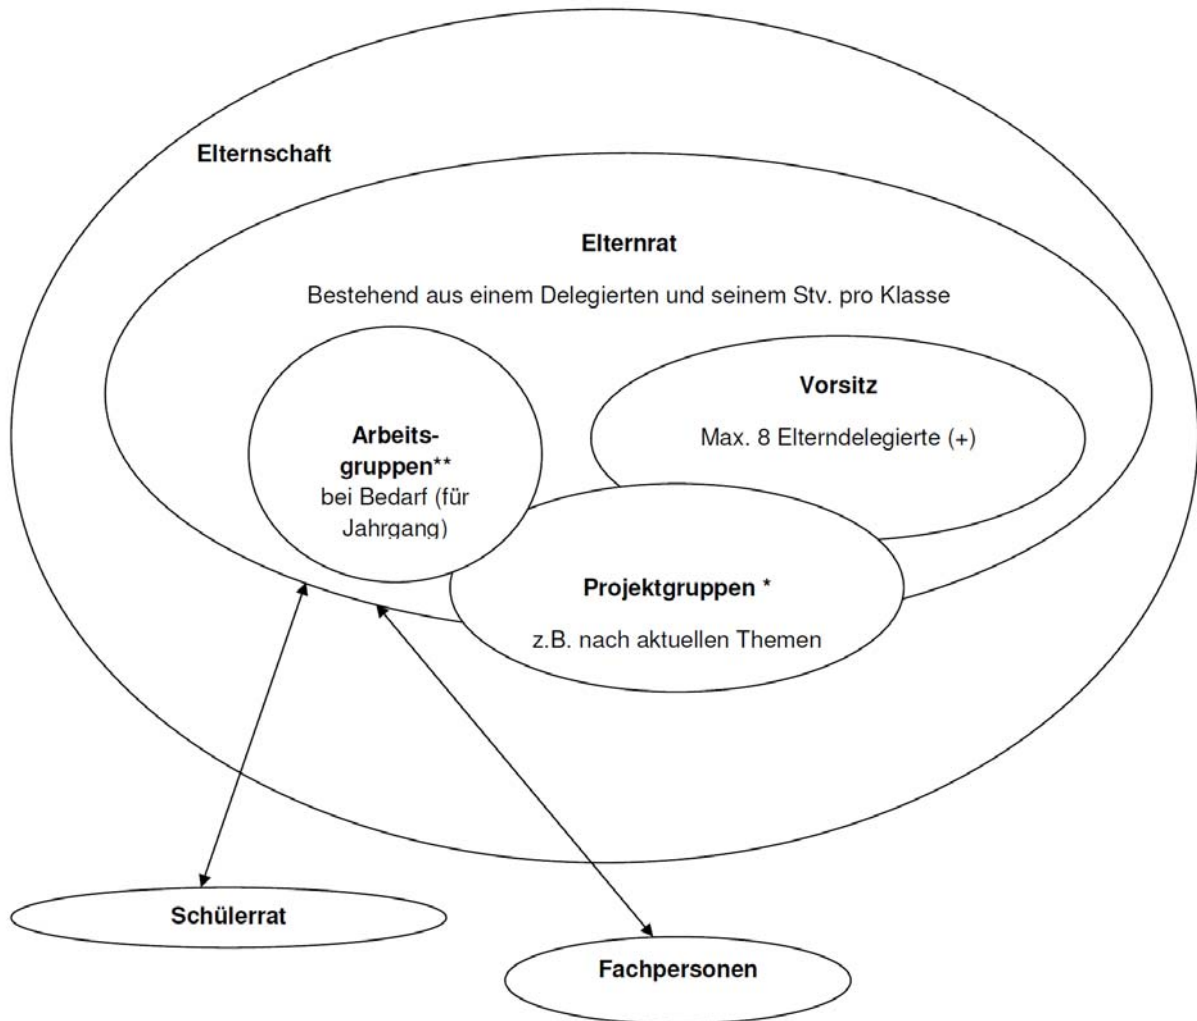 Elternschaft
Elternrat
Bestehend aus einem Delegierten und seinem Stv. pro Klasse
Vorsitz
Max. 8 Elterndelegierte (+)
Arbeits-
gruppen**
bei Bedarf (für
Jahrgang)
Projektgruppen *
z.B. nach aktuellen Themen
Schülerrat
Fachpersonen